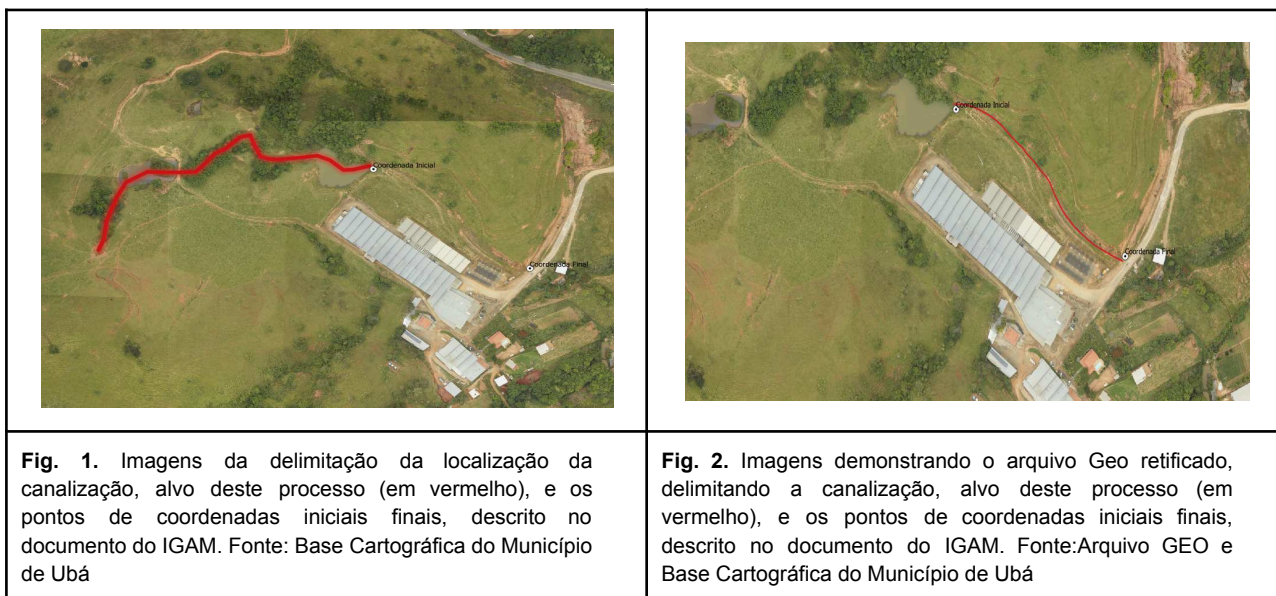 Coordenada Inicial
Coordenada Final
Coordenada Inicial
Coordenada Final
Fig. 1. Imagens da delimitação da localização da
canalização, alvo deste processo (em vermelho), e os
pontos de coordenadas iniciais finais, descrito no
documento do IGAM. Fonte: Base Cartográfica do Município
de Ubá
Fig. 2. Imagens demonstrando o arquivo Geo retificado,
delimitando a canalização, alvo deste processo (em
vermelho), e os pontos de coordenadas iniciais finais,
descrito no documento do IGAM. Fonte:Arquivo GEO e
Base Cartográfica do Município de Ubá